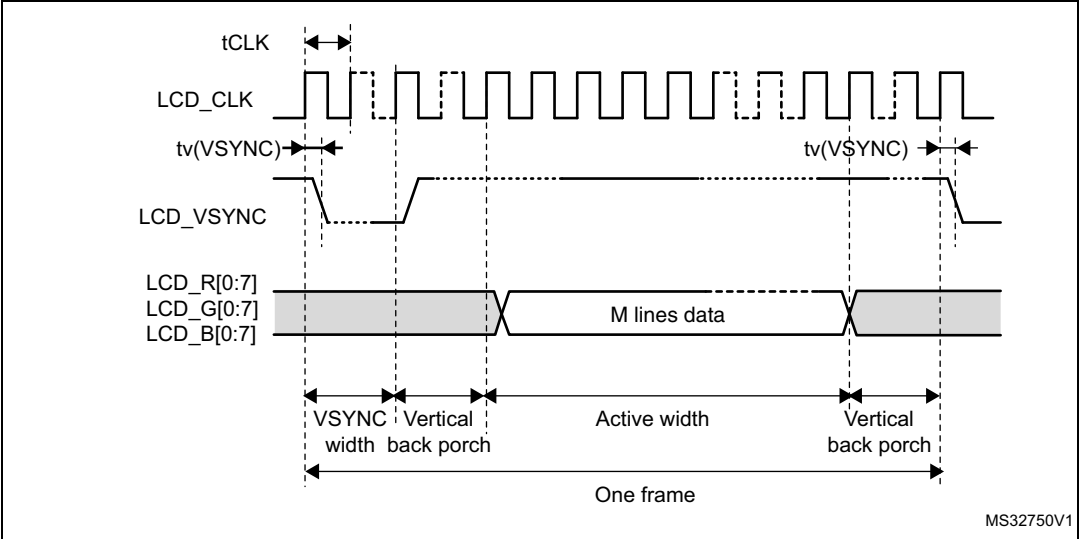 tCLK
LCD_CLK
tv(VSYNC)
tv(VSYNC)
LCD_VSYNC
LCD_R[0:7]
LCD_G[0:7]
LCD_B[0:7]
M lines data
VSYNC
width
Vertical
back porch
Active width
Vertical
back porch
One frame
MS32750V1